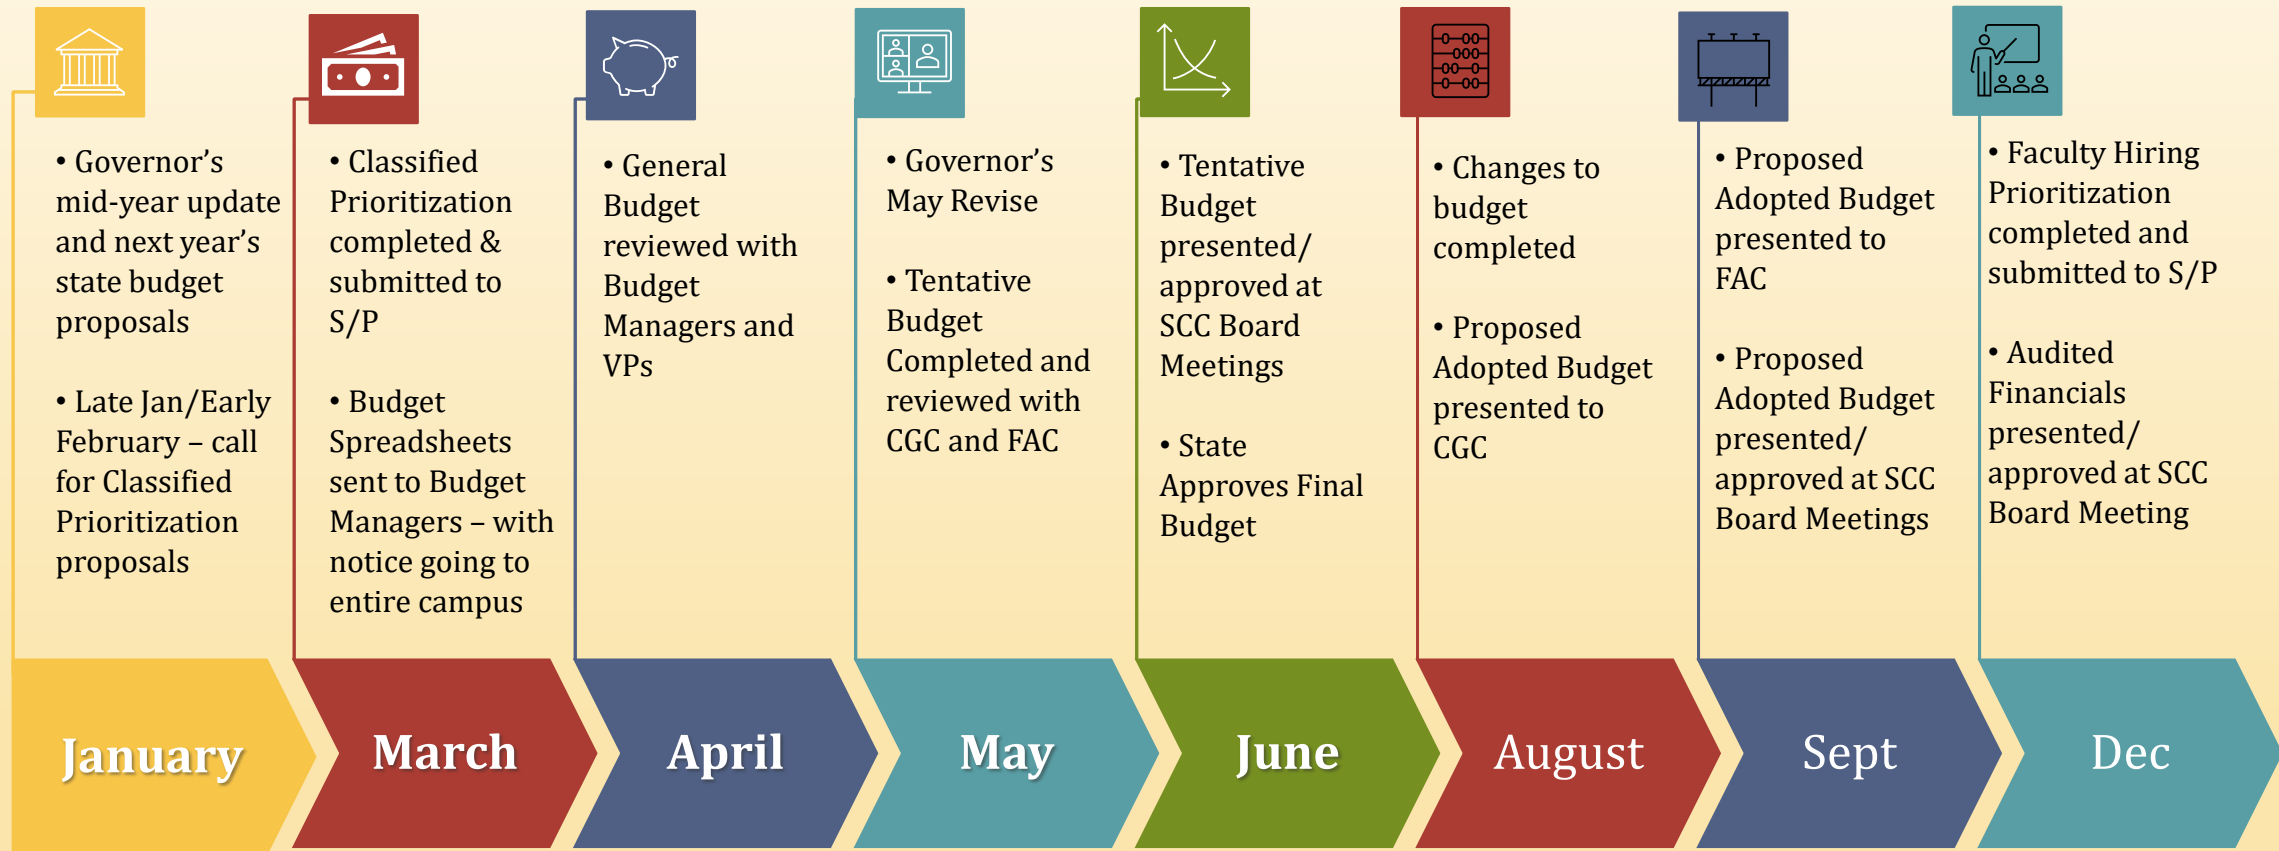 • Governor’s
mid-year update
and next year’s
state budget
proposals
• Late Jan/Early
February – call
for Classified
Prioritization
proposals
• Classified
Prioritization
completed &
submitted to
S/P
• Budget
Spreadsheets
sent to Budget
Managers – with
notice going to
entire campus
• General
Budget
reviewed with
Budget
Managers and
VPs
• Governor’s
May Revise
• Tentative
Budget
Completed and
reviewed with
CGC and FAC
• Tentative
Budget
presented/
approved at
SCC Board
Meetings
• State
Approves Final
Budget
• Changes to
budget
completed
• Proposed
Adopted Budget
presented to
CGC
• Proposed
Adopted Budget
presented to
FAC
• Proposed
Adopted Budget
presented/
approved at SCC
Board Meetings
• Faculty Hiring
Prioritization
completed and
submitted to S/P
• Audited
Financials
presented/
approved at SCC
Board Meeting
January
March
April
May
June
August
Sept
Dec